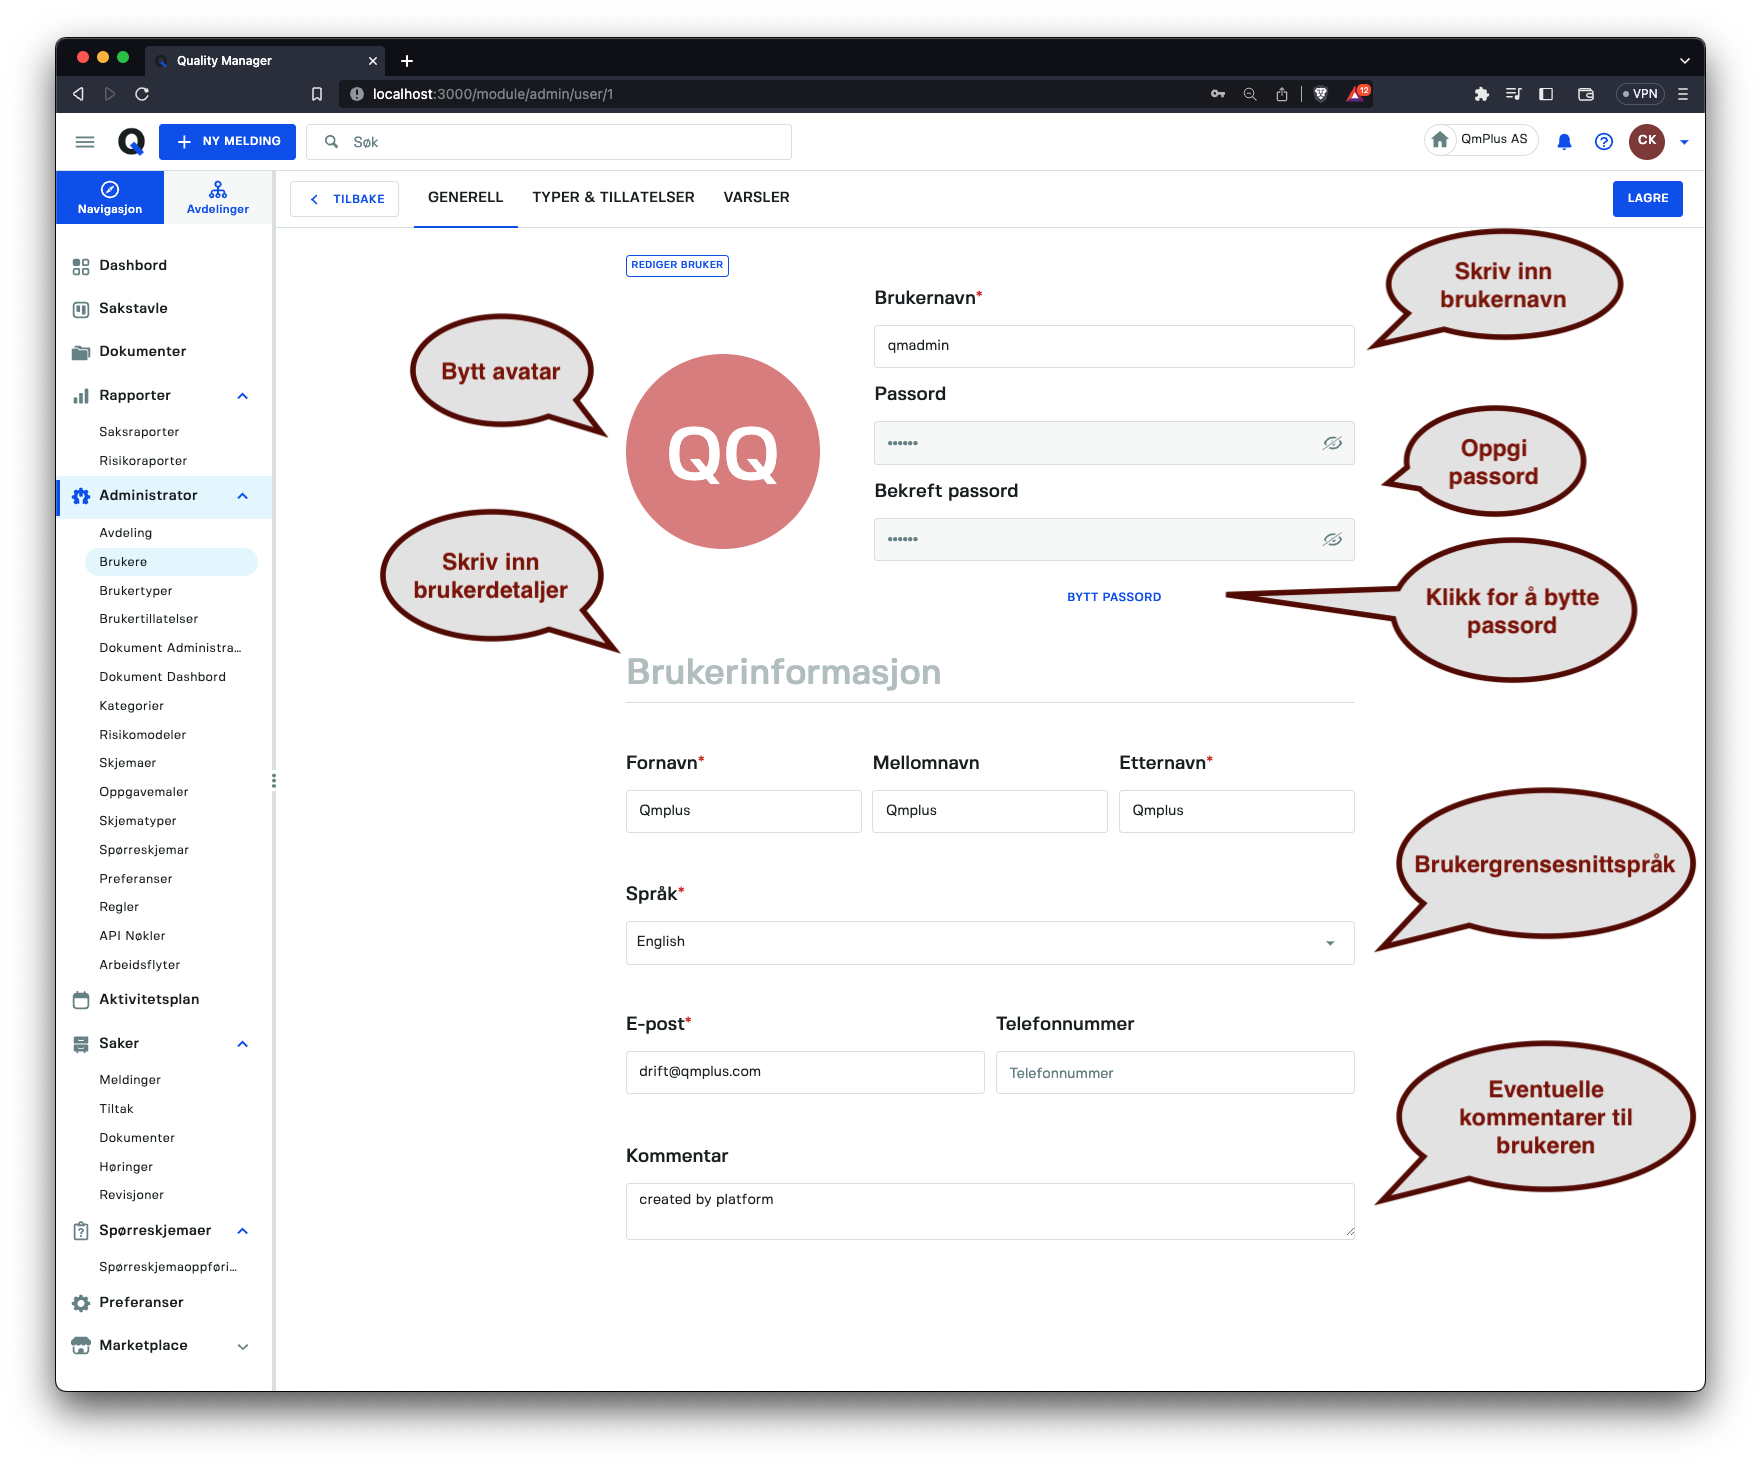 Quality Manager
localhost:3000/module/admin/user/1
12
VPN
NY MELDING
Søk
QmPlus AS
CK
Navigasjon
Avdelinger
TILBAKE
GENERELL
TYPER & TILLATELSER
VARSLER
LAGRE
Dashbord
Sakstavle
Dokumenter
Rapporter
Saksraporter
Risikoraporter
Administrator
Avdeling
Brukere
Brukertyper
Brukertillatelser
Dokument Administra...
Dokument Dashbord
Kategorier
Risikomodeler
Skjemaer
Oppgavemaler
Skjematyper
Spørreskjemar
Preferanser
Regler
API Nøkler
Arbeidsflyter
Aktivitetsplan
Saker
Meldinger
Tiltak
Dokumenter
Høringer
Revisjoner
Spørreskjemaer
Spørreskjemaoppføri...
Preferanser
Marketplace
REDIGER BRUKER
Bytt avatar
QQ
Brukernavn*
qmadmin
Skriv inn
brukernavn
Passord
••••••
Oppgi
passord
Bekreft passord
••••••
BYTT PASSORD
Klikk for å bytte
passord
Skriv inn
brukerdetaljer
Brukerinformasjon
Fornavn*
Mellomnavn
Etternavn*
Qmplus
Qmplus
Qmplus
Språk*
English
Brukergrensesnittspråk
E-post*
Telefonnummer
drift@qmplus.com
Telefonnummer
Kommentar
created by platform
Eventuelle
kommentarer til
brukeren